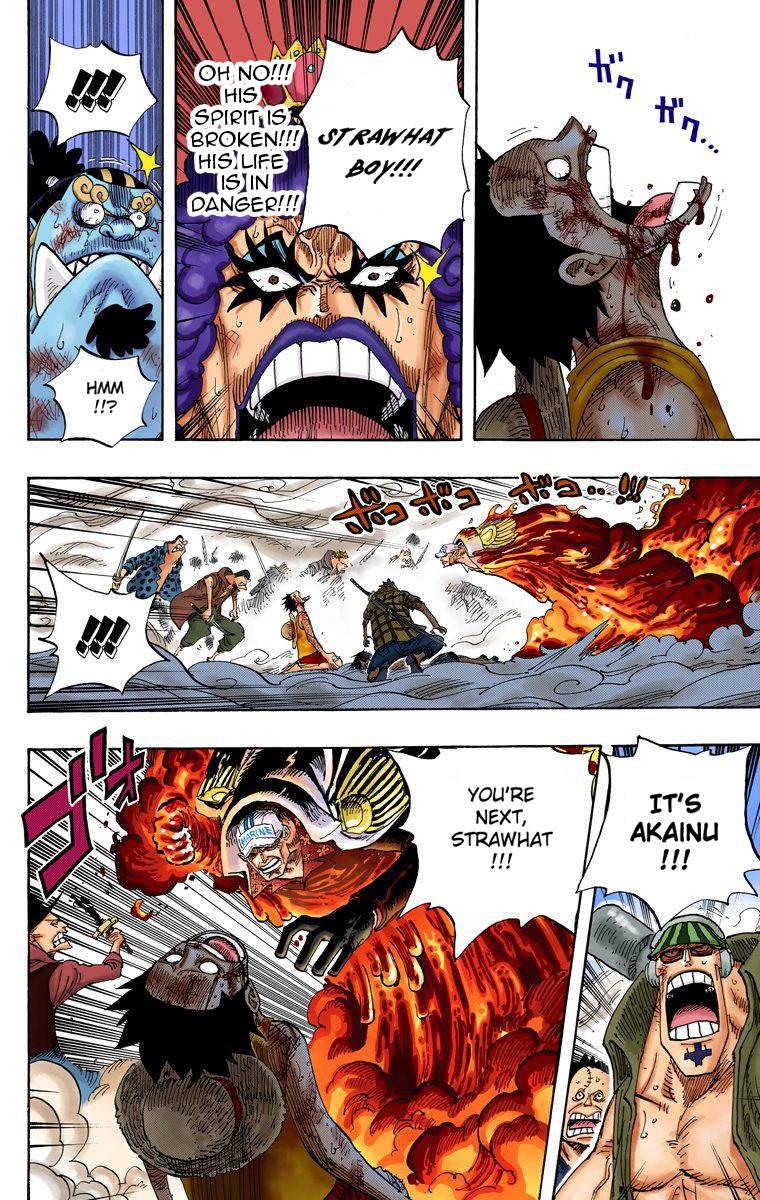 ガク
ガク...
STRAWHAT
BOY!!!
OH NO!!!
HIS
SPIRIT IS
BROKEN!!!
HIS LIFE
IS IN
DANGER!!!
!!!!
HMM
!!?
ボコボコ ボコ...!!!
!!!!
IT'S
AKAINU
!!!
YOU'RE
NEXT,
STRAWHAT
!!!
MARINE
ゴォ